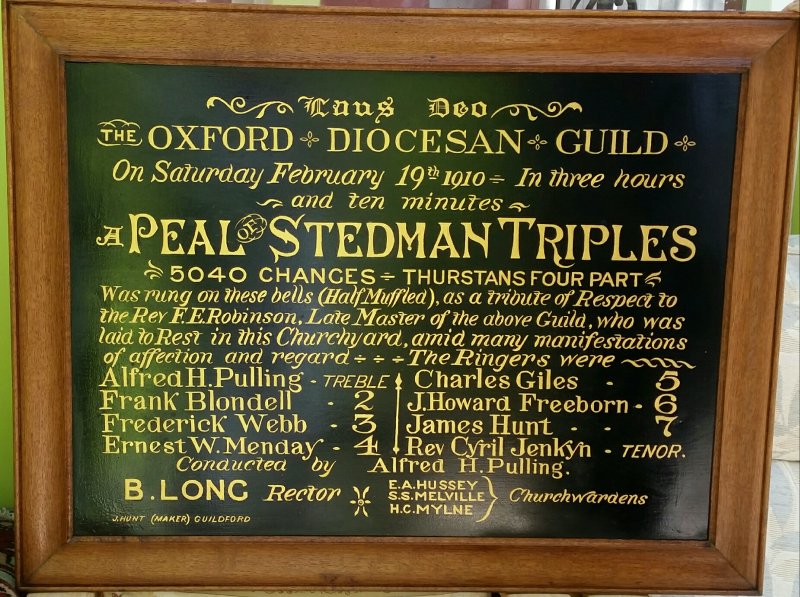 Laus Deo
THE OXFORD DIOCESAN GUILD
On Saturday February 19th 1910 ÷ In three hours
and ten minutes
A PEAL OF STEDMAN TRIPLES
5040 CHANGES ÷ THURSTANS FOUR PART
Was rung on these bells (Half Muffled), as a tribute of Respect to
the Rev F.E.Robinson, Late Master of the above Guild, who was
laid to Rest in this Churchyard, amid many manifestations
of affection and regard ÷ ÷ ÷ The Ringers were
Alfred H. Pulling - TREBLE
Frank Blondell - 2
Frederick Webb - 3
Ernest W. Menday - 4
Charles Giles - 5
J. Howard Freeborn - 6
James Hunt - - 7
Rev Cyril Jenkyn - TENOR.
Conducted by Alfred H. Pulling.
B. LONG Rector
E.A. HUSSEY
S.S. MELVILLE
H.C. MYLNE
Churchwardens
J. HUNT (MAKER) GUILDFORD